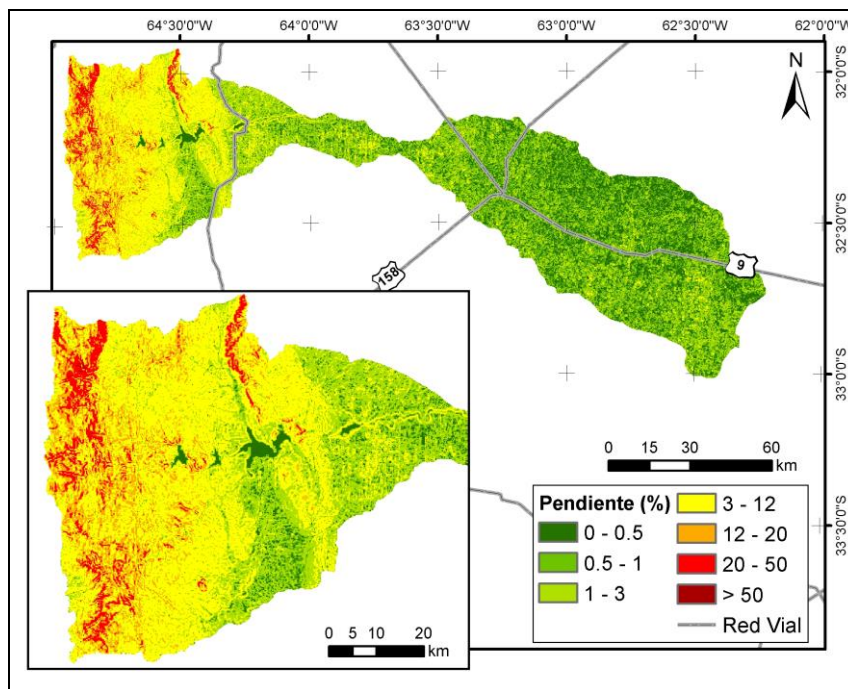 64°30'0"W 64°0'0"W 63°30'0"W 63°0'0"W 62°30'0"W 62°0'0"W
N
32°0'0"S
32°30'0"S
33°0'0"S
33°30'0"S
158
9
0 15 30 60
km
Pendiente (%)
0 - 0.5
0.5 - 1
1 - 3
3 - 12
12 - 20
20 - 50
> 50
Red Vial
0 5 10 20
km